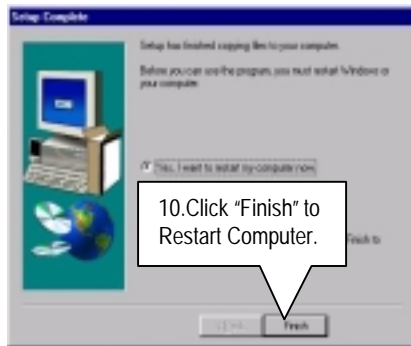 Setup Complete
Setup has finished copying files to your computer.
Before you can use the program, you must restart Windows or
your computer.
Yes, I want to restart my computer now.
10.Click “Finish” to
Restart Computer.
Finish to
Finish